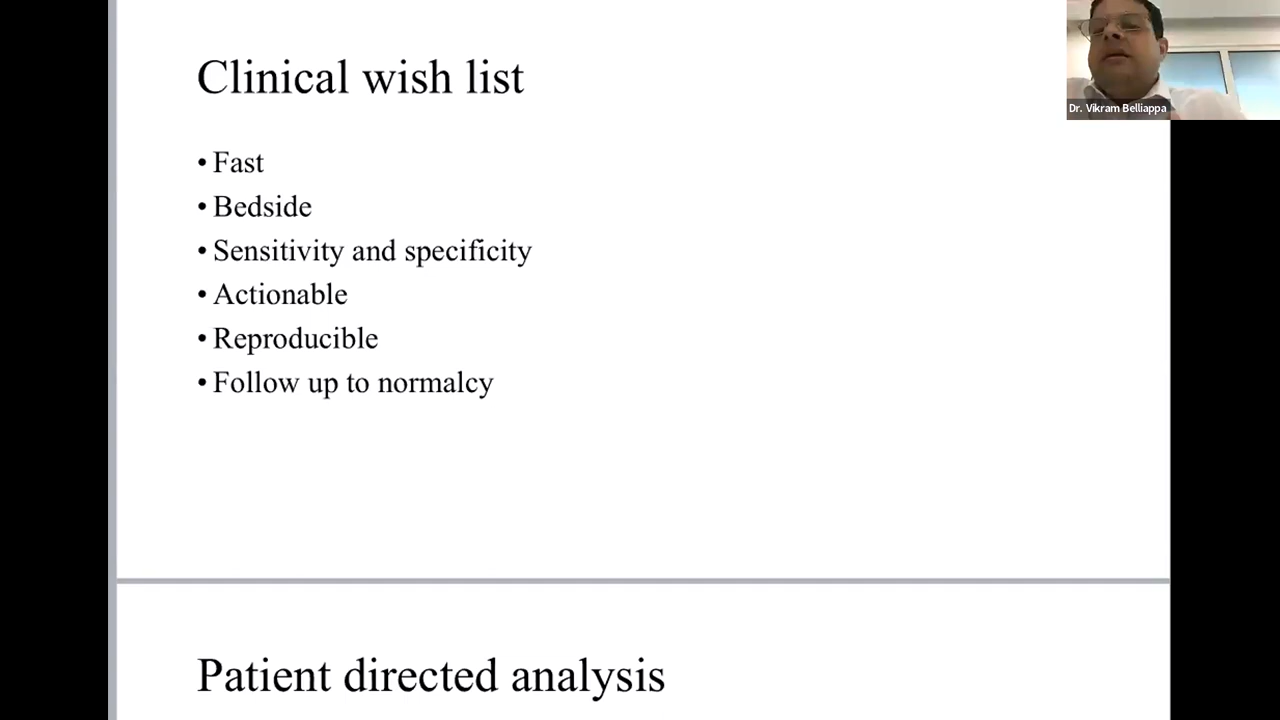 Clinical wish list
• Fast
• Bedside
• Sensitivity and specificity
• Actionable
• Reproducible
• Follow up to normalcy
Dr. Vikram Belliappa
Patient directed analysis